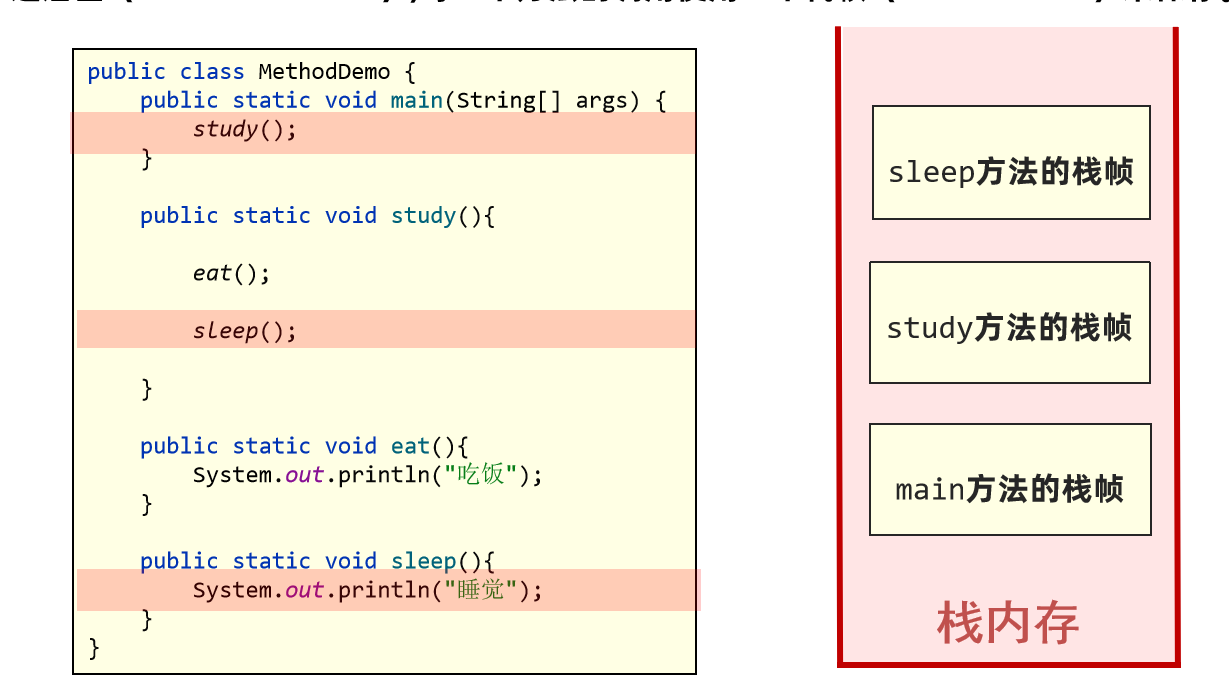 public class MethodDemo {
    public static void main(String[] args) {
        study();
    }
    public static void study(){
        eat();
        sleep();
    }
    public static void eat(){
        System.out.println("吃饭");
    }
    public static void sleep(){
        System.out.println("睡觉");
    }
}
sleep方法的栈帧
study方法的栈帧
main方法的栈帧
栈内存